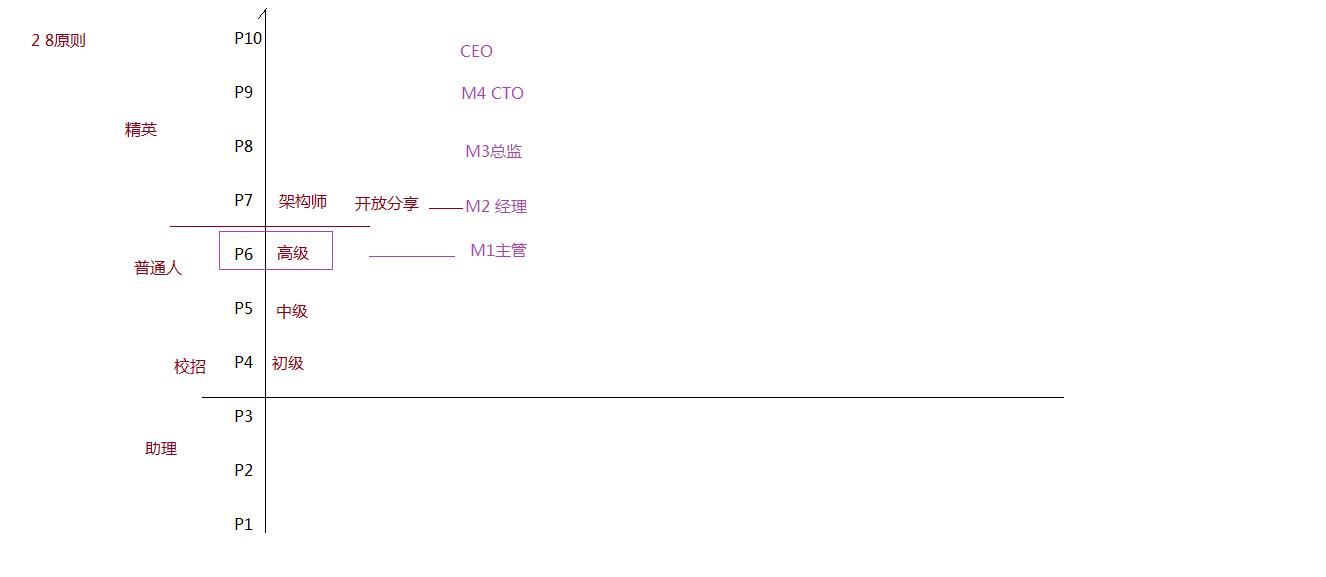 2 8原则
P10
CEO
P9
M4 CTO
精英
P8
M3总监
P7
架构师
开放分享
M2 经理
P6
高级
M1主管
普通人
P5
中级
校招
P4
初级
P3
助理
P2
P1